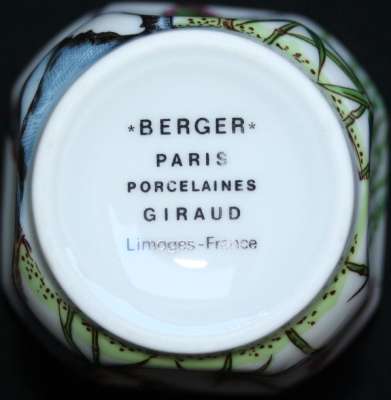 *BERGER*
PARIS
PORCELAINES
GIRAUD
Limoges-France